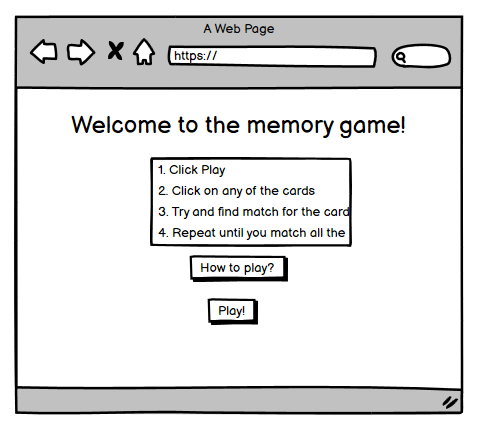 A Web Page
https://
Welcome to the memory game!
1. Click Play
2. Click on any of the cards
3. Try and find match for the card
4. Repeat until you match all the
How to play?
Play!